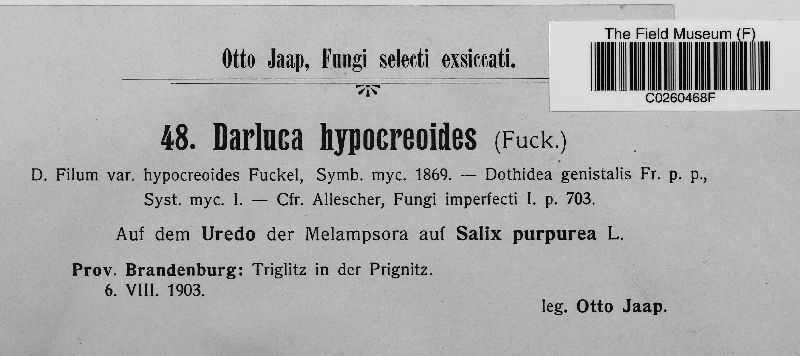 The Field Museum (F)
C0260468F
Otto Jaap, Fungi selecti exsiccati.
48. Darluca hypocreoides (Fuck.)
D. Filum var. hypocreoides Fuckel, Symb. myc. 1869. — Dothidea genistalis Fr. p. p.,
Syst. myc. I. — Cfr. Allescher, Fungi imperfecti I. p. 703.
Auf dem Uredo der Melampsora auf Salix purpurea L.
Prov. Brandenburg: Triglitz in der Prignitz.
6. VIII. 1903.
leg. Otto Jaap.